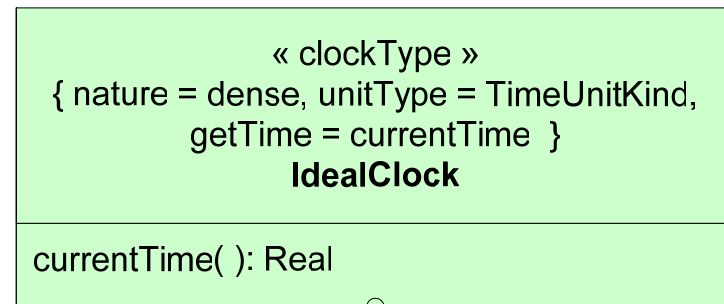 « clockType »
{ nature = dense, unitType = TimeUnitKind,
getTime = currentTime }
IdealClock
currentTime( ): Real